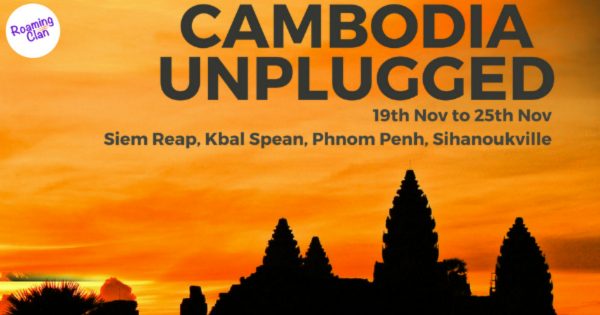 Roaming
Clan
CAMBODIA
UNPLUGGED
19th Nov to 25th Nov
Siem Reap, Kbal Spean, Phnom Penh, Sihanoukville